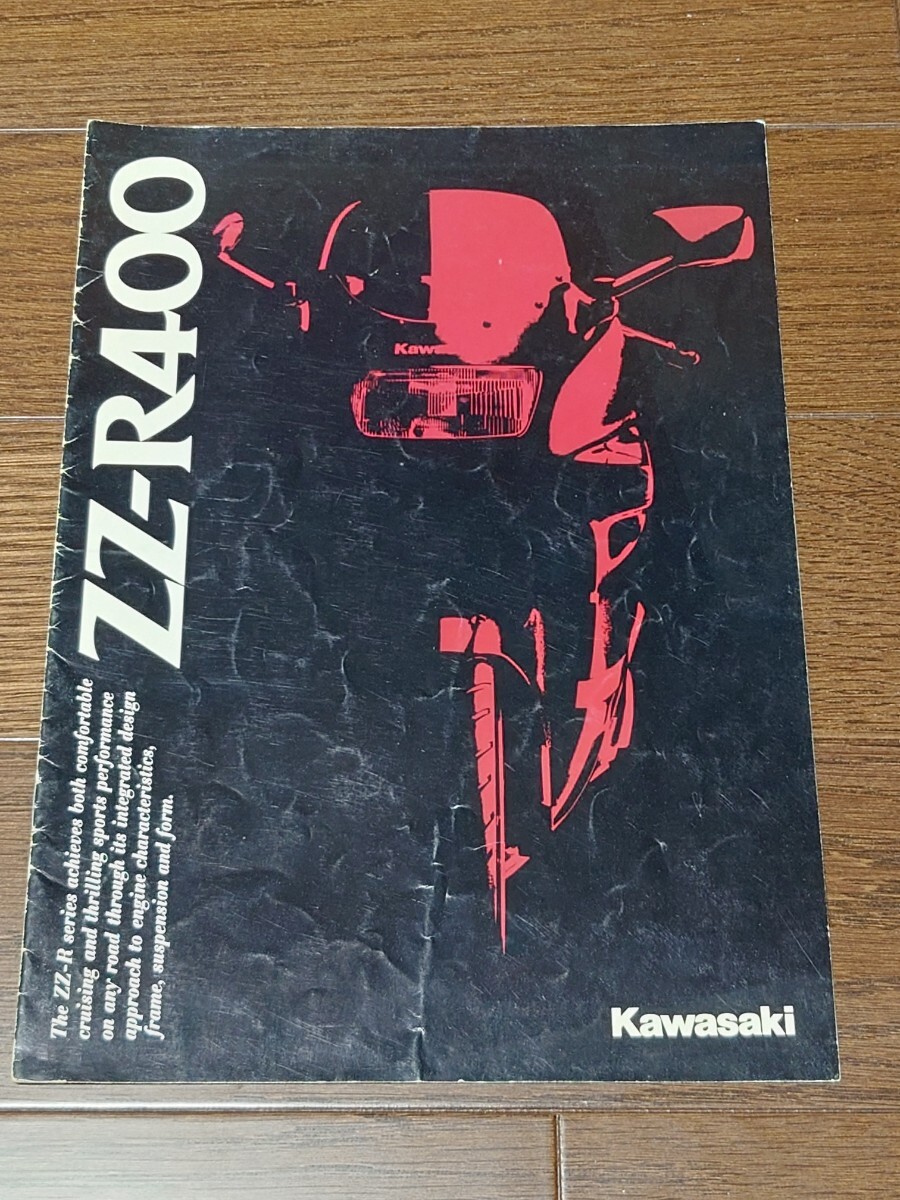 ZZ-R400
The ZZ-R series achieves both comfortable
cruising and thrilling sports performance
on any road through its integrated design
approach to engine characteristics,
frame, suspension and form.
Kawasaki